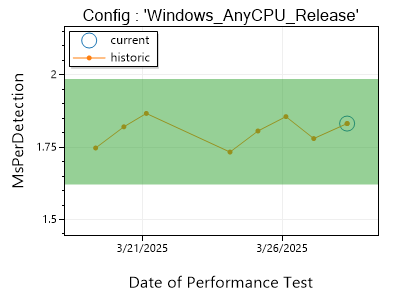 Config : 'Windows_AnyCPU_Release'
current
historic
MsPerDetection
2
1.75
1.5
3/21/2025
3/26/2025
Date of Performance Test